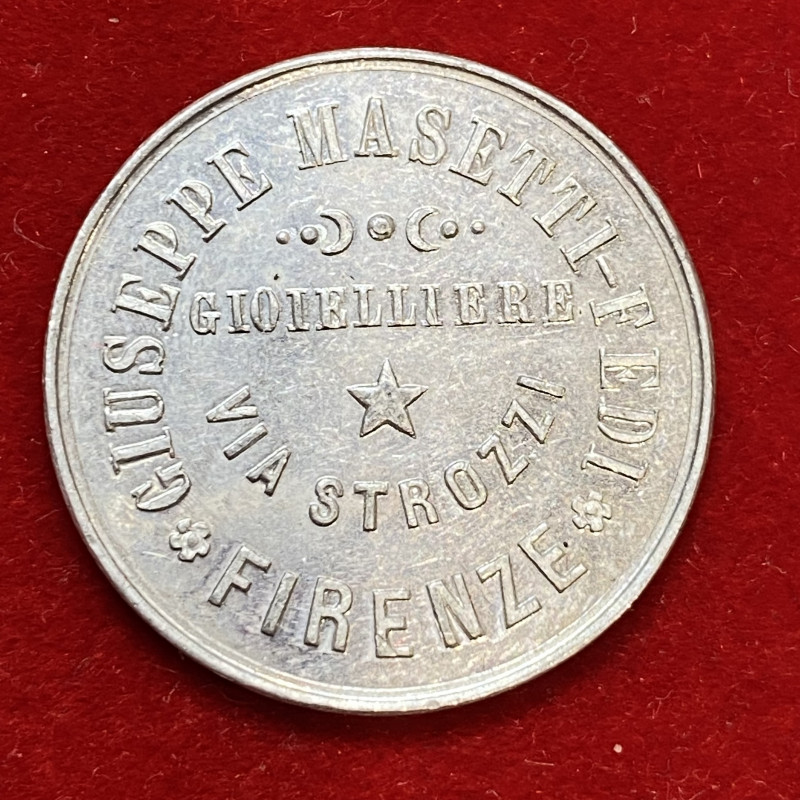 GIUSEPPE MASETTI-FEDI
GIOIELLIERE
VIA STROZZI
FIRENZE